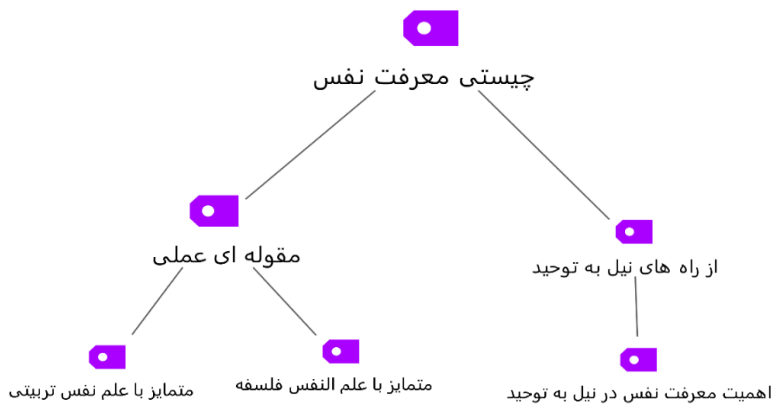 چیستی معرفت نفس
مقوله ای عملی
از راه های نیل به توحید
متمایز با علم النفس فلسفه
متمایز با علم نفس تربیتی
اهمیت معرفت نفس در نیل به توحید